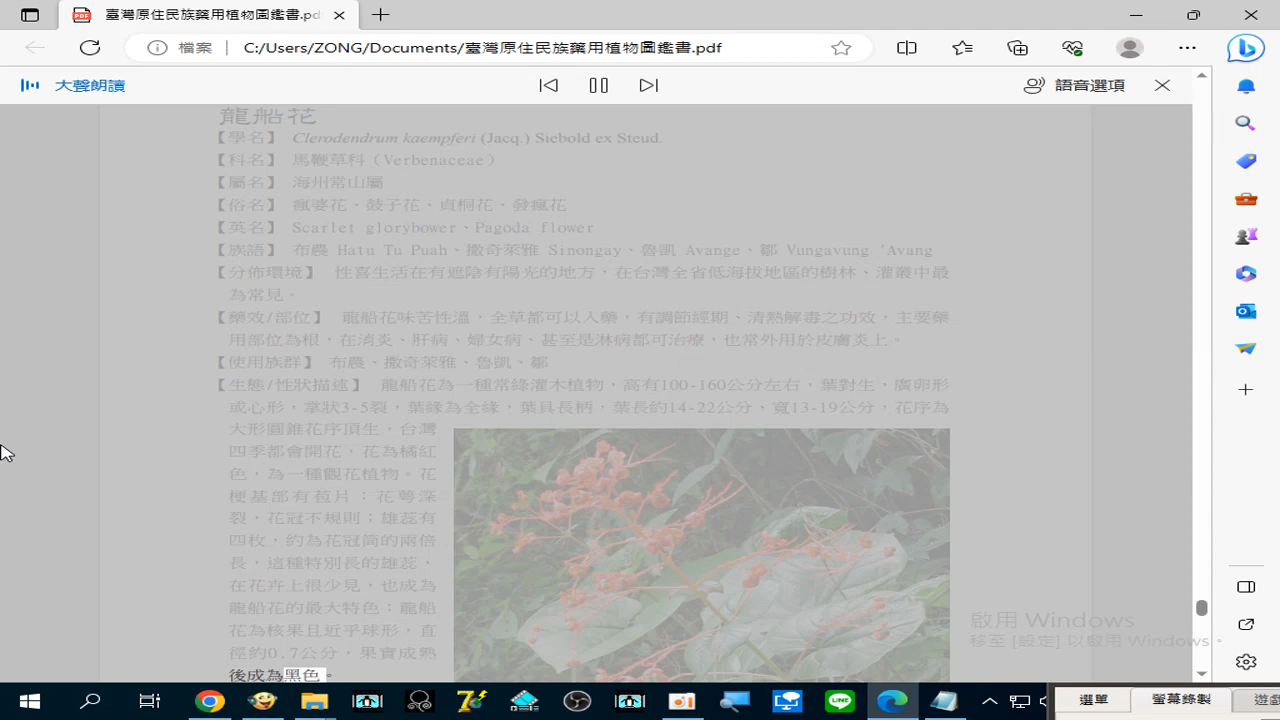 臺灣原住民族藥用植物圖鑑書.pd
檔案 C:/Users/ZONG/Documents/臺灣原住民族藥用植物圖鑑書.pdf
大聲朗讀
語音選項
龍船花
【學名】 Clerodendrum kaempferi (Jacq.) Siebold ex Steud.
【科名】 馬鞭草科（Verbenaceae）
【屬名】 海州常山屬
【俗名】 瘋婆花、鼓子花、貞桐花、發瘋花
【英名】 Scarlet glorybower、Pagoda flower
【族語】 布農 Hatu Tu Puah、撒奇萊雅 Sinongay、魯凱 Avange、鄒 Vungavung ‘Avang
【分佈環境】 性喜生活在有遮陰有陽光的地方，在台灣全省低海拔地區的樹林、灌叢中最
為常見。
【藥效/部位】 龍船花味苦性溫，全草都可以入藥，有調節經期、清熱解毒之功效，主要藥
用部位為根，在消炎、肝病、婦女病、甚至是淋病都可治療，也常外用於皮膚炎上。
【使用族群】 布農、撒奇萊雅、魯凱、鄒
【生態/性狀描述】 龍船花為一種常綠灌木植物，高有100-160公分左右，葉對生，廣卵形
或心形，掌狀3-5裂，葉緣為全緣，葉具長柄，葉長約14-22公分，寬13-19公分，花序為
大形圓錐花序頂生，台灣
四季都會開花，花為橘紅
色，為一種觀花植物。花
梗基部有苞片；花萼深
裂，花冠不規則；雄蕊有
四枚，約為花冠筒的兩倍
長，這種特別長的雄蕊，
在花卉上很少見，也成為
龍船花的最大特色；龍船
花為核果且近乎球形，直
徑約0.7公分，果實成熟
後成為黑色。
啟用 Windows
移至 [設定] 以啟用 Windows。
選單
螢幕錄製
遊戲